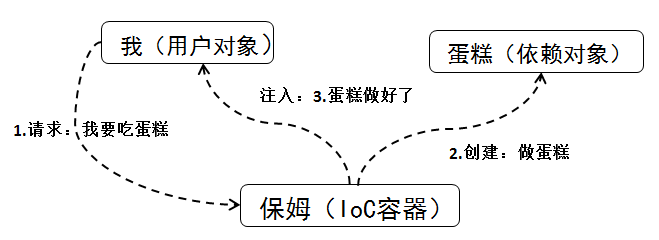 我（用户对象）
蛋糕（依赖对象）
注入：3.蛋糕做好了
1.请求：我要吃蛋糕
2.创建：做蛋糕
保姆（IoC容器）